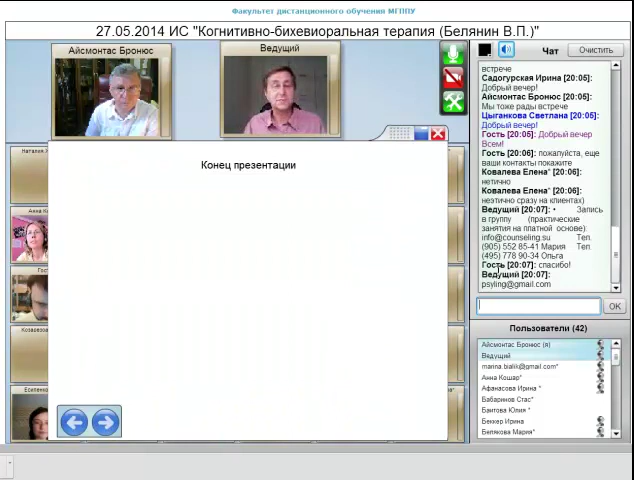 Факультет дистанционного обучения МГППУ
27.05.2014 ИС "Когнитивно-бихевиоральная терапия (Белянин В.П.)"
Айсмонтас Бронюс
Ведущий
Конец презентации
Чат
Очистить
встрече
Садогурская Ирина [20:05]:
Добрый вечер!
Айсмонтас Бронюс [20:05]:
Мы тоже рады встрече
Цыганкова Светлана [20:05]:
Добрый вечер!
Гость [20:05]: Добрый вечер
Всем!
Гость [20:06]: пожалуйста, еще
ваши контакты покажите
Ковалева Елена* [20:06]:
нетично
Ковалева Елена* [20:06]:
неэтично сразу на клиентах)
Ведущий [20:07]: • Запись
в группу (практические
занятия на платной основе):
info@counseling.su Тел.
(905) 552 85-41 Мария Тел.
(495) 778 90-34 Ольга
Гость [20:07]: спасибо!
Ведущий [20:07]:
psyling@gmail.com
OK
Пользователи (42)
Айсмонтас Бронюс (я)
Ведущий
marina.bialik@gmail.com*
Анна Кошар*
Афанасова Ирина *
Бабаринов Стас*
Баитова Юлия *
Беккер Ирина
Белякова Мария*